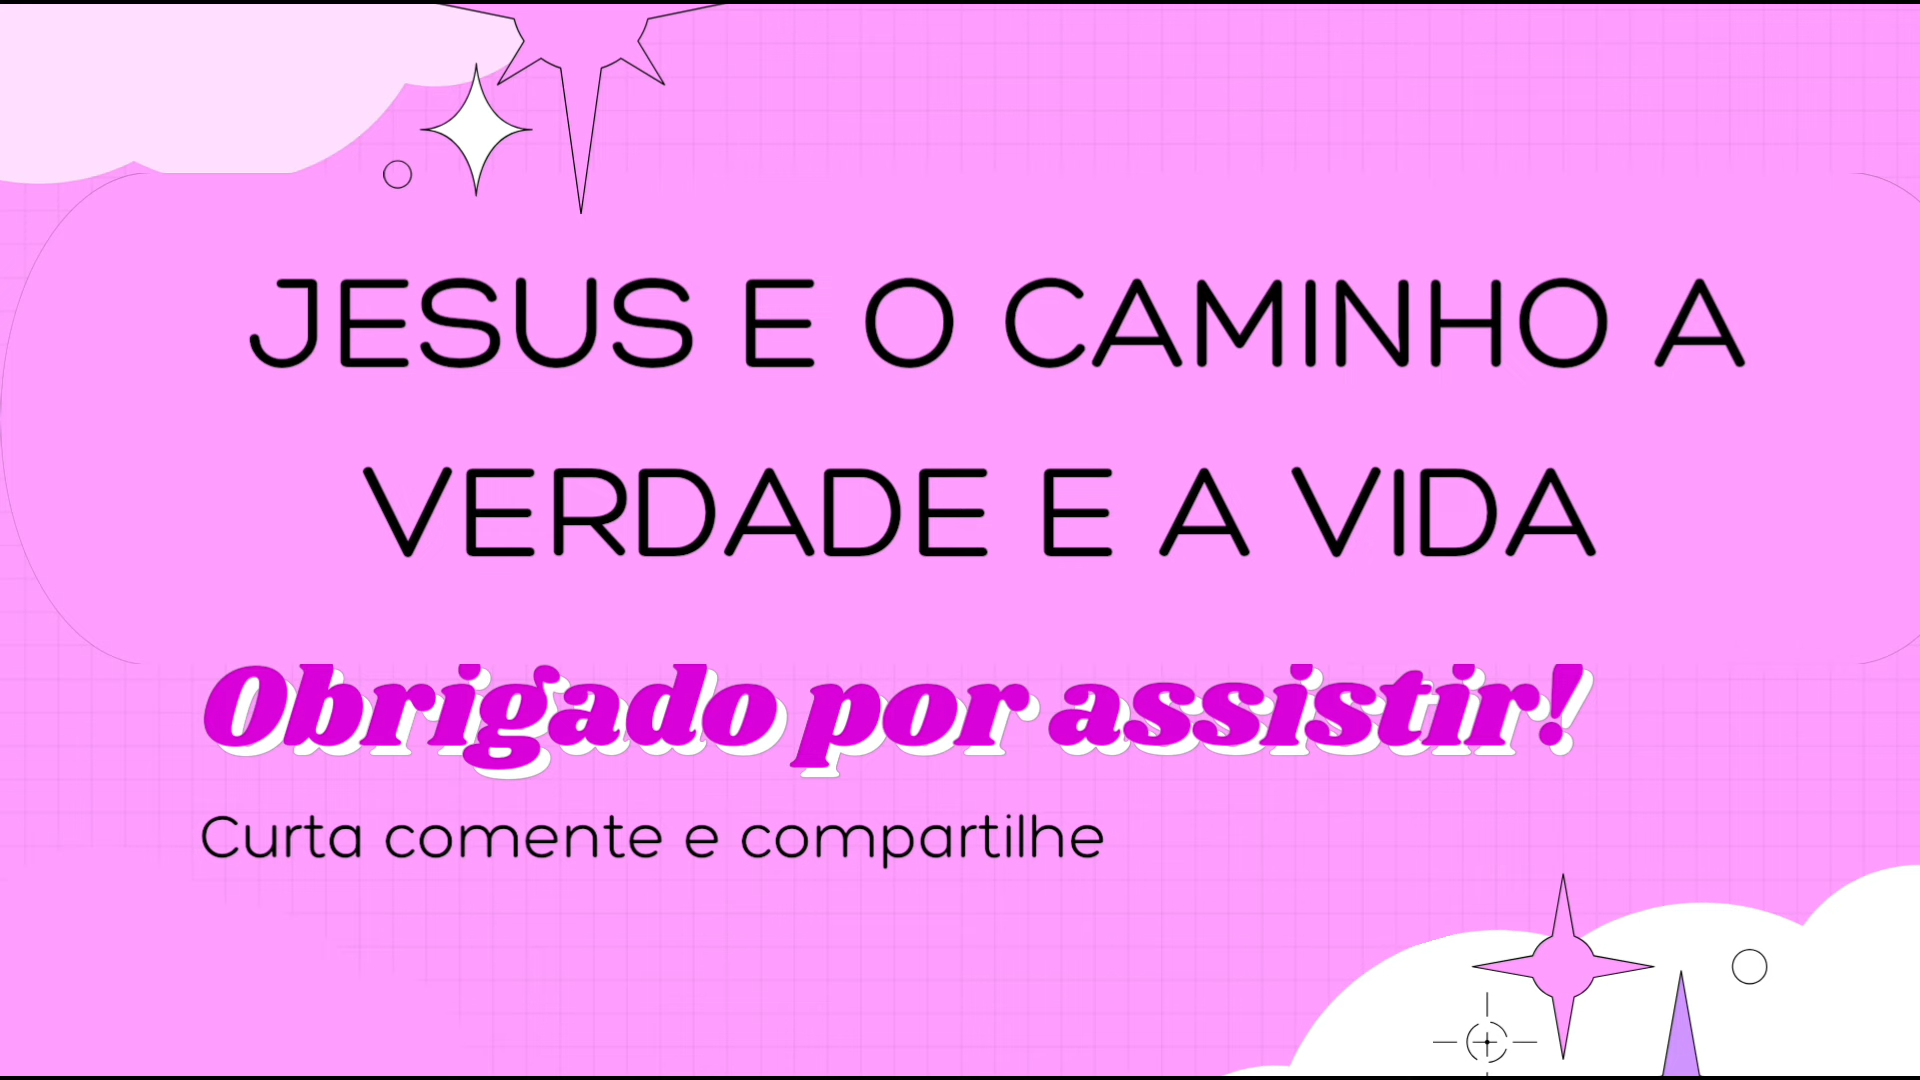 JESUS E O CAMINHO A
VERDADE E A VIDA
Obrigado por assistir!
Curta comente e compartilhe